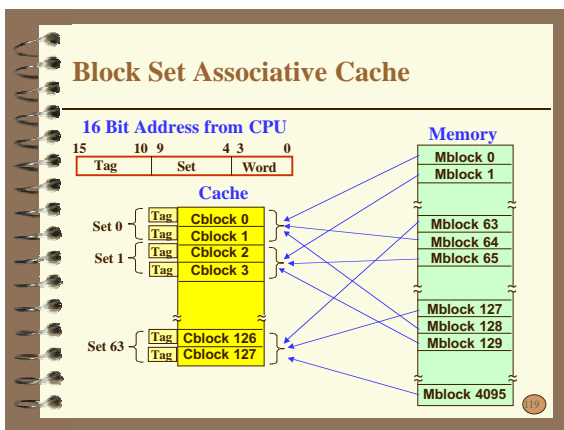 Block Set Associative Cache
16 Bit Address from CPU
15 10 9 4 3 0
Tag Set Word
Cache
Set 0
Tag Cblock 0
Tag Cblock 1
Set 1
Tag Cblock 2
Tag Cblock 3
Set 63
Tag Cblock 126
Tag Cblock 127
Memory
Mblock 0
Mblock 1
Mblock 63
Mblock 64
Mblock 65
Mblock 127
Mblock 128
Mblock 129
Mblock 4095
119